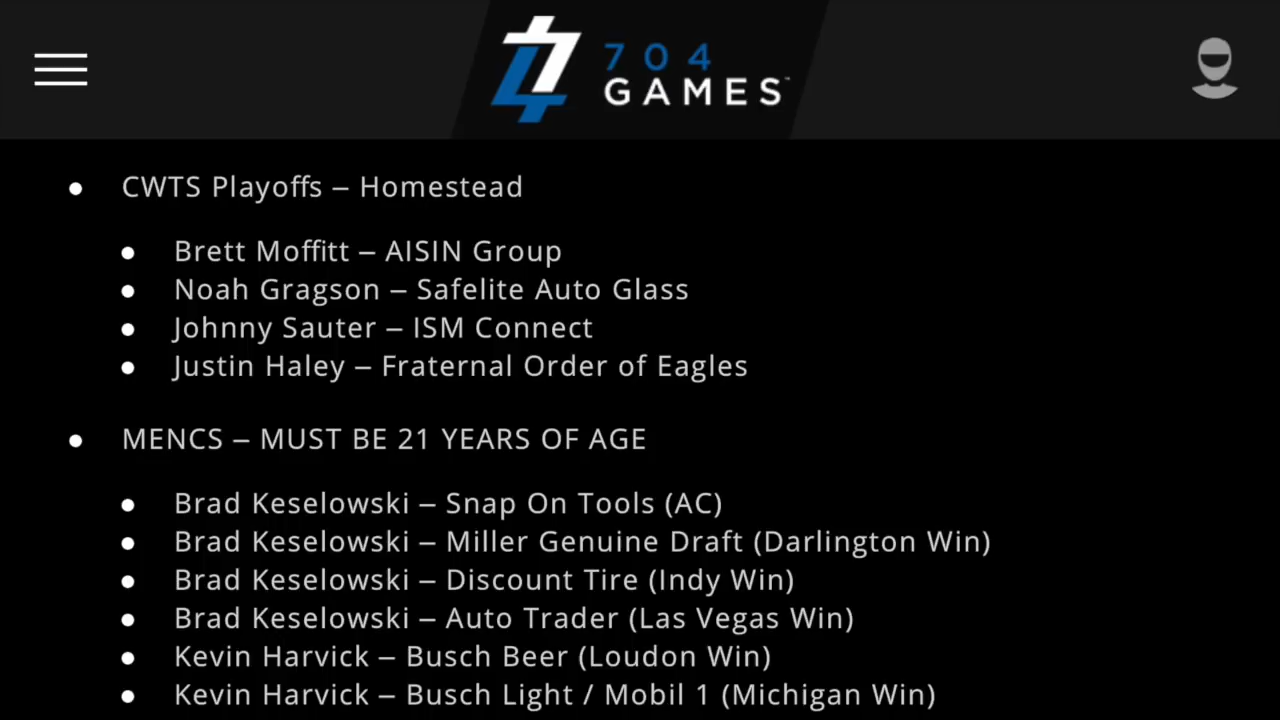 704
GAMES™
CWTS Playoffs – Homestead
Brett Moffitt – AISIN Group
Noah Gragson – Safelite Auto Glass
Johnny Sauter – ISM Connect
Justin Haley – Fraternal Order of Eagles
MENCS – MUST BE 21 YEARS OF AGE
Brad Keselowski – Snap On Tools (AC)
Brad Keselowski – Miller Genuine Draft (Darlington Win)
Brad Keselowski – Discount Tire (Indy Win)
Brad Keselowski – Auto Trader (Las Vegas Win)
Kevin Harvick – Busch Beer (Loudon Win)
Kevin Harvick – Busch Light / Mobil 1 (Michigan Win)